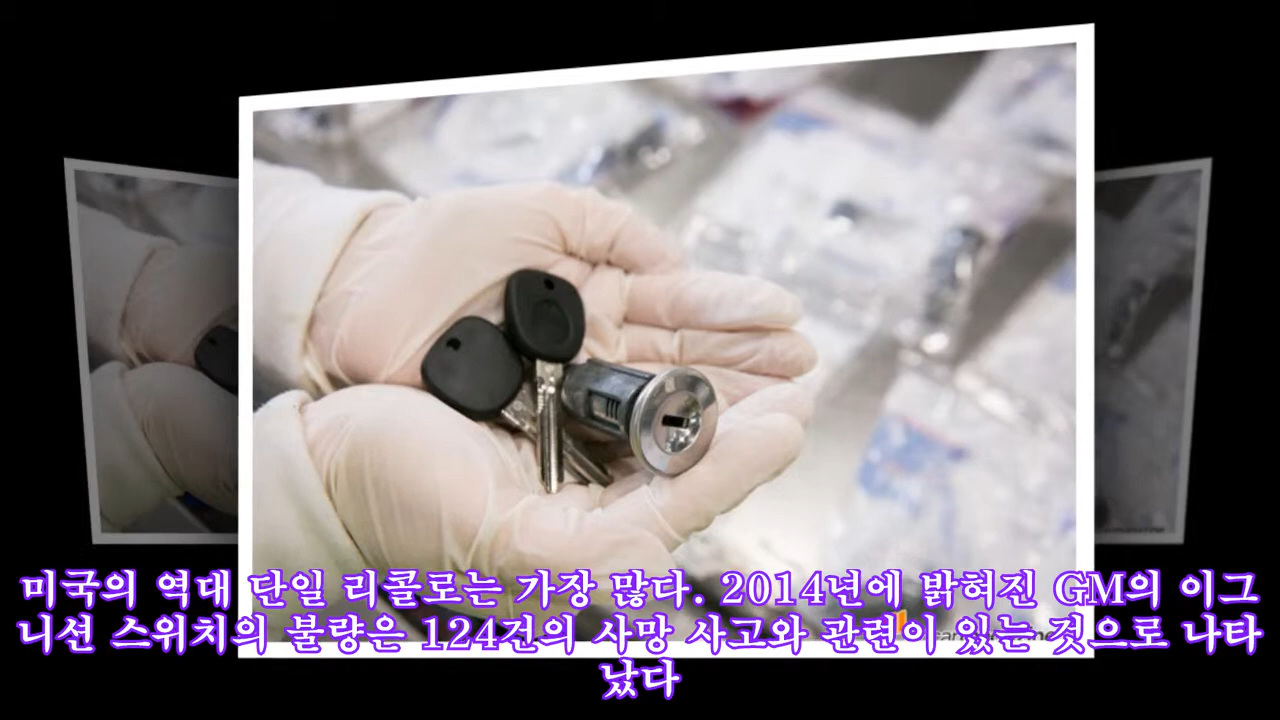 미국의 역대 단일 리콜로는 가장 많다. 2014년에 밝혀진 GM의 이그
니션 스위치의 불량은 124건의 사망 사고와 관련이 있는 것으로 나타
났다